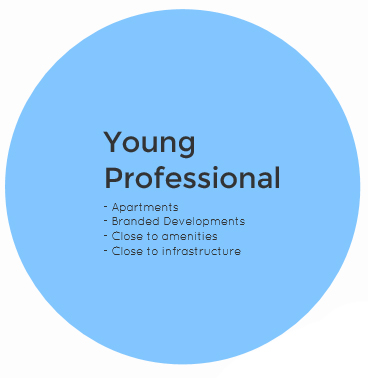 Young
Professional
- Apartments
- Branded Developments
- Close to amenities
- Close to infrastructure